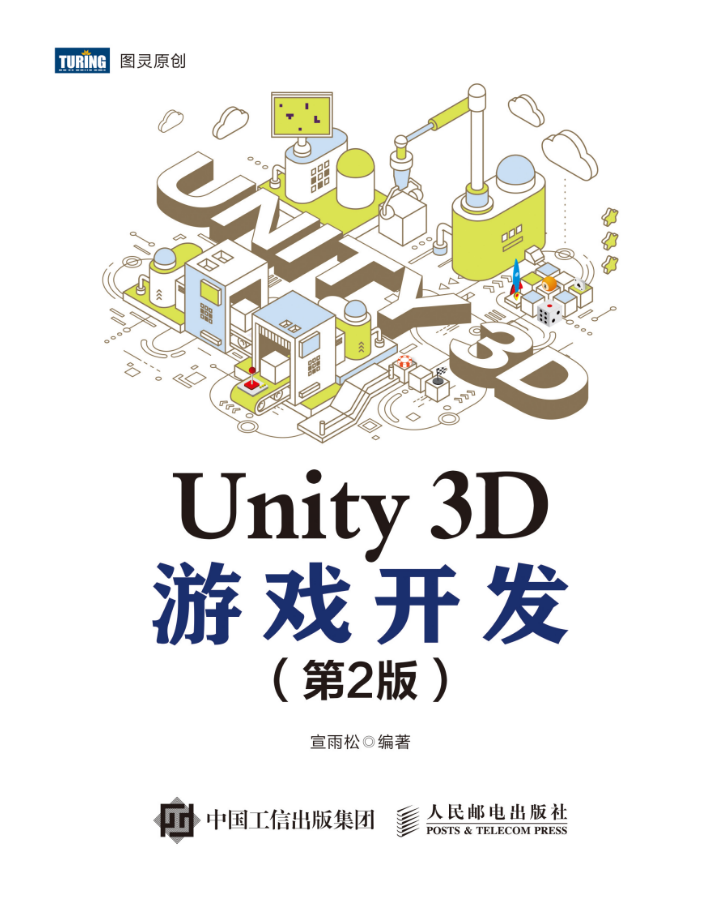 TURING 图灵原创
UNITY 3D
Unity 3D
游戏开发
（第2版）
宣雨松◎编著
中国工信出版集团 人民邮电出版社
POSTS & TELECOM PRESS